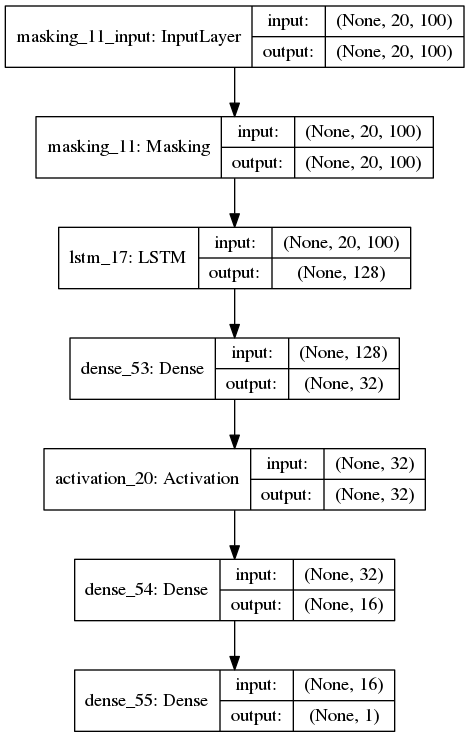 masking_11_input: InputLayer
input: (None, 20, 100)
output: (None, 20, 100)
masking_11: Masking
input: (None, 20, 100)
output: (None, 20, 100)
lstm_17: LSTM
input: (None, 20, 100)
output: (None, 128)
dense_53: Dense
input: (None, 128)
output: (None, 32)
activation_20: Activation
input: (None, 32)
output: (None, 32)
dense_54: Dense
input: (None, 32)
output: (None, 16)
dense_55: Dense
input: (None, 16)
output: (None, 1)